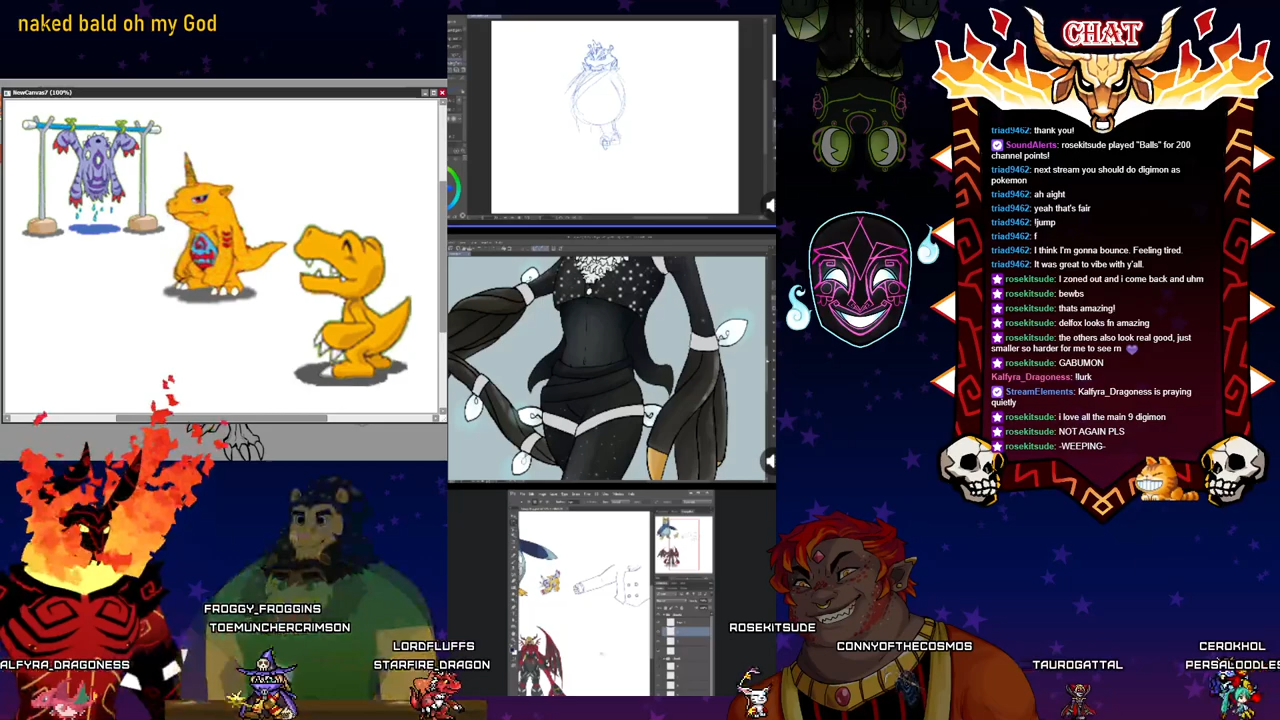 naked bald oh my God
NewCanvas7 (100%)
CHAT
triad9462: thank you!
SoundAlerts: rosekitsude played "Balls" for 200
channel points!
triad9462: next stream you should do digimon as
pokemon
triad9462: ah aight
triad9462: yeah that's fair
triad9462: !jump
triad9462: f
triad9462: I think I'm gonna bounce. Feeling tired.
triad9462: It was great to vibe with y'all.
rosekitsude: I zoned out and i come back and uhm
rosekitsude: bewbs
rosekitsude: thats amazing!
rosekitsude: delfox looks fn amazing
rosekitsude: the others also look real good, just
smaller so harder for me to see rn
rosekitsude: GABUMON
Kalfyra_Dragoness: !lurk
StreamElements: Kalfyra_Dragoness is praying
quietly
rosekitsude: i love all the main 9 digimon
rosekitsude: NOT AGAIN PLS
rosekitsude: -WEEPING-
FROGGY_FROGGINS
TOEMUNCHERCRIMSON
ALFYRA_DRAGONESS
LORDFLUFFS
STARFIRE_DRAGON
ROSEKITSUDE
CONNYOFTHECOSMOS
TAUROGATTAL
CEROKHOL
PERSALOODLES